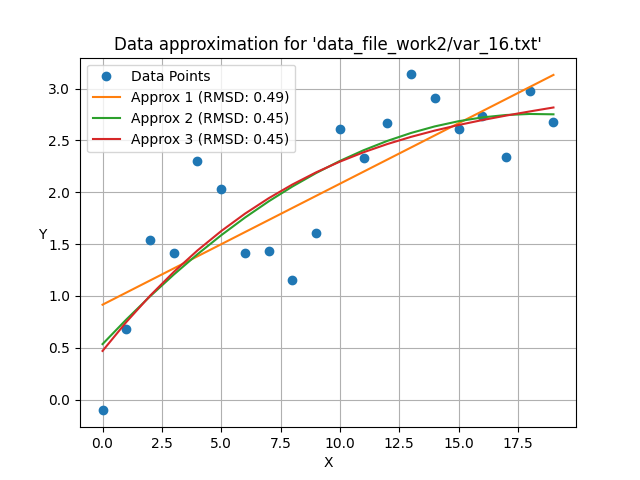 Data approximation for 'data_file_work2/var_16.txt'
Data Points
Approx 1 (RMSD: 0.49)
Approx 2 (RMSD: 0.45)
Approx 3 (RMSD: 0.45)
3.0
2.5
2.0
1.5
1.0
0.5
0.0
Y
0.0 2.5 5.0 7.5 10.0 12.5 15.0 17.5
X